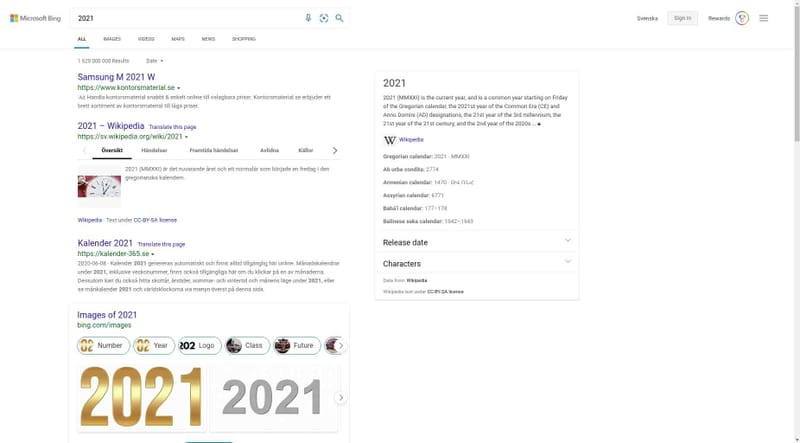 Microsoft Bing
2021
Svenska
Sign in
Rewards
ALL
IMAGES
VIDEOS
MAPS
NEWS
SHOPPING
1 620 000 000 Results
Date
Samsung M 2021 W
https://www.kontorsmaterial.se
Ad Handla kontorsmaterial snabbt & enkelt online till oslagbara priser. Kontorsmaterial.se erbjuder ett
brett sortiment av kontorsmaterial till låga priser.
2021 – Wikipedia Translate this page
https://sv.wikipedia.org/wiki/2021
Översikt
Händelser
Framtida händelser
Avlidna
Källor
2021 (MMXXI) är det nuvarande året och ett normalår som började en fredag i den
gregorianska kalendern.
Wikipedia · Text under CC-BY-SA license
Kalender 2021 Translate this page
https://kalender-365.se
2020-06-08 · Kalender 2021 genereras automatiskt och finns alltid tillgänglig här online. Månadskalendrar
under 2021, inklusive veckonummer, finns också tillgängliga här om du klickar på en av månaderna.
Dessutom kan du också hitta skottår, årstider, sommar- och vintertid och månens läge under 2021, eller
se månkalender 2021 och världsklockorna via menyn överst på denna sida.
Images of 2021
bing.com/images
Number
Year
Logo
Class
Future
2021
2021
2021
2021 (MMXXI) is the current year, and is a common year starting on Friday
of the Gregorian calendar, the 2021st year of the Common Era (CE) and
Anno Domini (AD) designations, the 21st year of the 3rd millennium, the
21st year of the 21st century, and the 2nd year of the 2020s ...
W Wikipedia
Gregorian calendar: 2021 · MMXXI
Ab urbe condita: 2774
Armenian calendar: 1470 ·
Assyrian calendar: 6771
Bahá'í calendar: 177–178
Balinese saka calendar: 1942–1943
Release date
Characters
Data from: Wikipedia
Wikipedia text under CC-BY-SA license